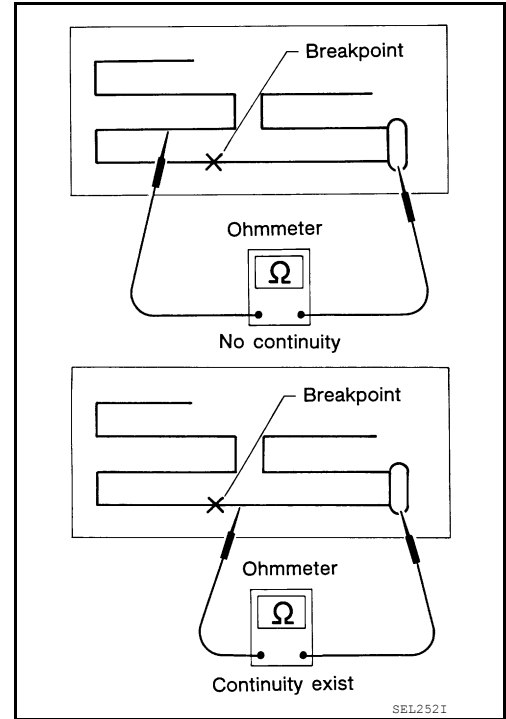 Breakpoint
Ohmmeter
Ω
No continuity
Breakpoint
Ohmmeter
Ω
Continuity exist
SEL252I